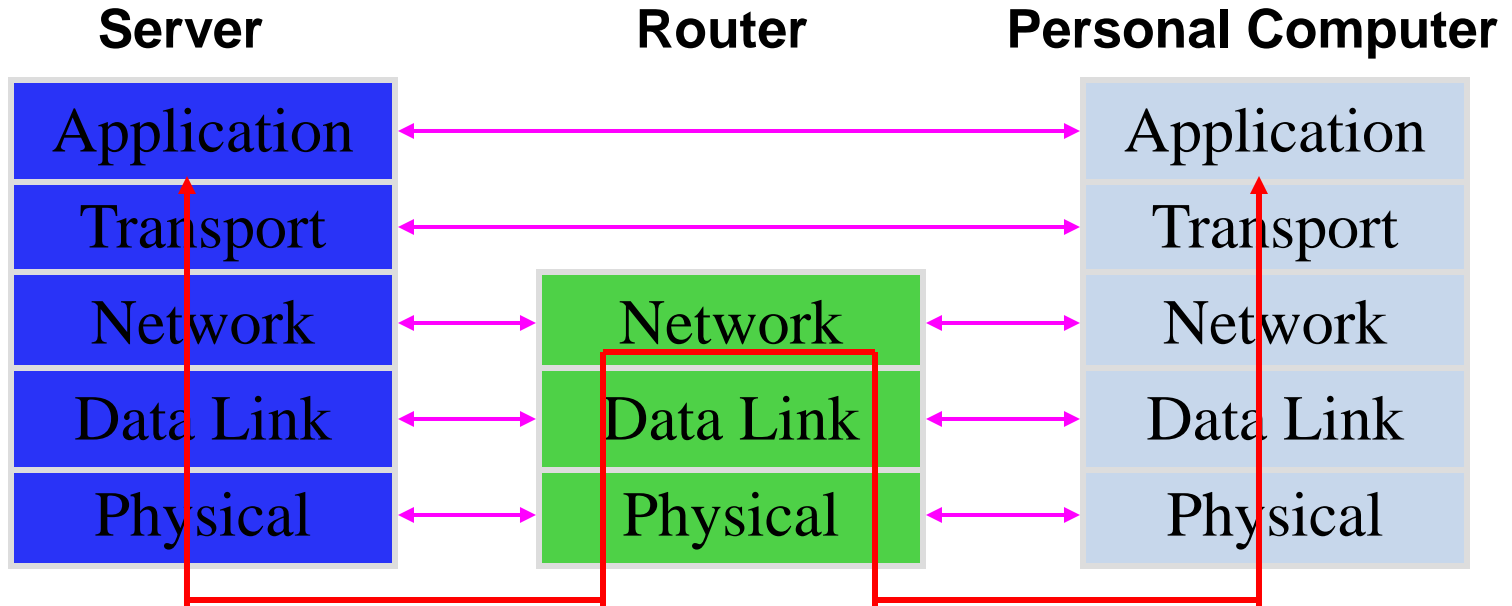 Server Router Personal Computer
Application Application
Transport Transport
Network Network Network
Data Link Data Link Data Link
Physical Physical Physical